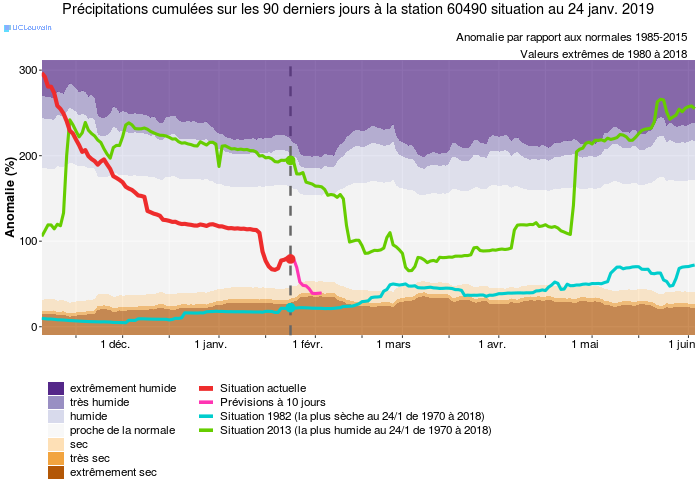 Précipitations cumulées sur les 90 derniers jours à la station 60490 situation au 24 janv. 2019
UCLouvain
Anomalie par rapport aux normales 1985-2015
Valeurs extrêmes de 1980 à 2018
Anomalie (%)
300
200
100
0
1 déc.
1 janv.
1 févr.
1 mars
1 avr.
1 mai
1 juin
extrêmement humide
très humide
humide
proche de la normale
sec
très sec
extrêmement sec
Situation actuelle
Prévisions à 10 jours
Situation 1982 (la plus sèche au 24/1 de 1970 à 2018)
Situation 2013 (la plus humide au 24/1 de 1970 à 2018)